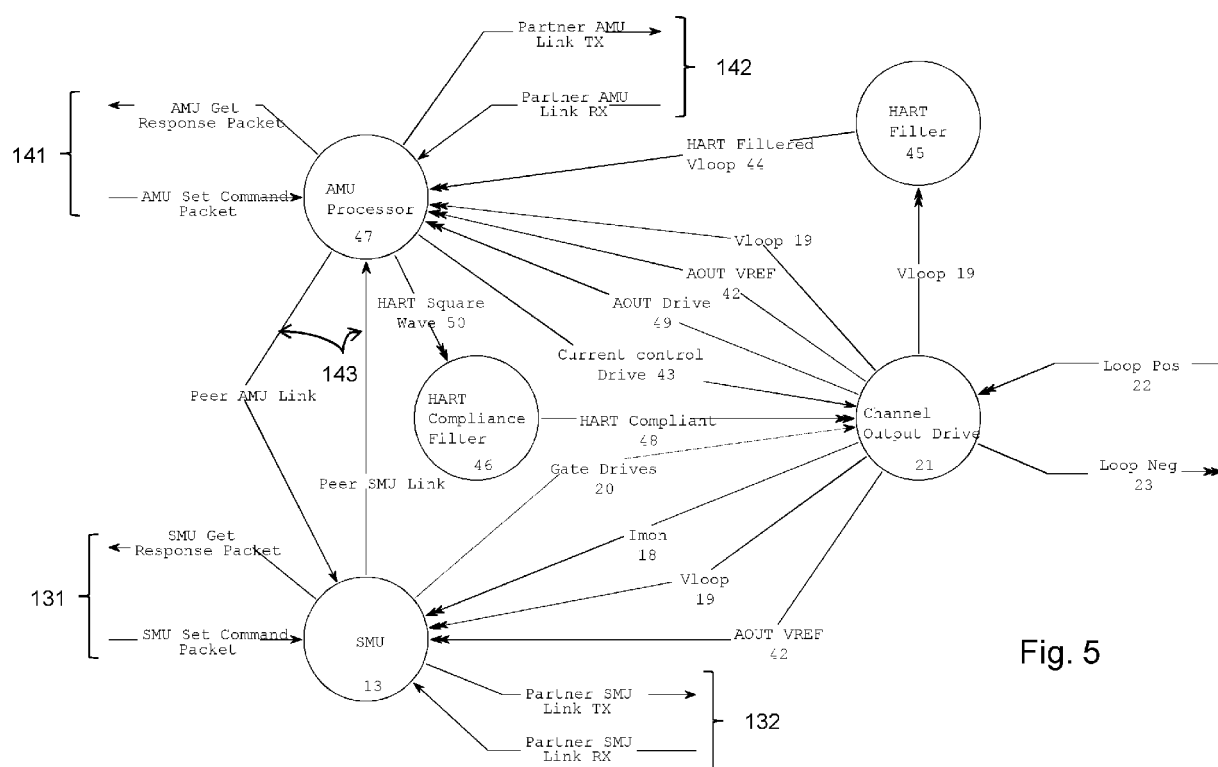 Partner AMU
Link TX
142
Partner AMU
Link RX
AMU Get
Response Packet
141
AMU Set Command
Packet
AMU
Processor
47
HART
Filter
45
HART Filtered
Vloop 44
Vloop 19
AOUT VREF
42
AOUT Drive
49
Vloop 19
HART Square
Wave 50
Current control
Drive 43
143
Peer AMU Link
HART
Compliance
Filter
46
HART Compliant
48
Channel
Output Drive
21
Loop Pos
22
Loop Neg
23
Gate Drives
20
Peer SMU Link
Imon
18
Vloop
19
AOUT VREF
42
SMU Get
Response Packet
131
SMU Set Command
Packet
SMU
13
Partner SMU
Link TX
132
Partner SMU
Link RX
Fig. 5